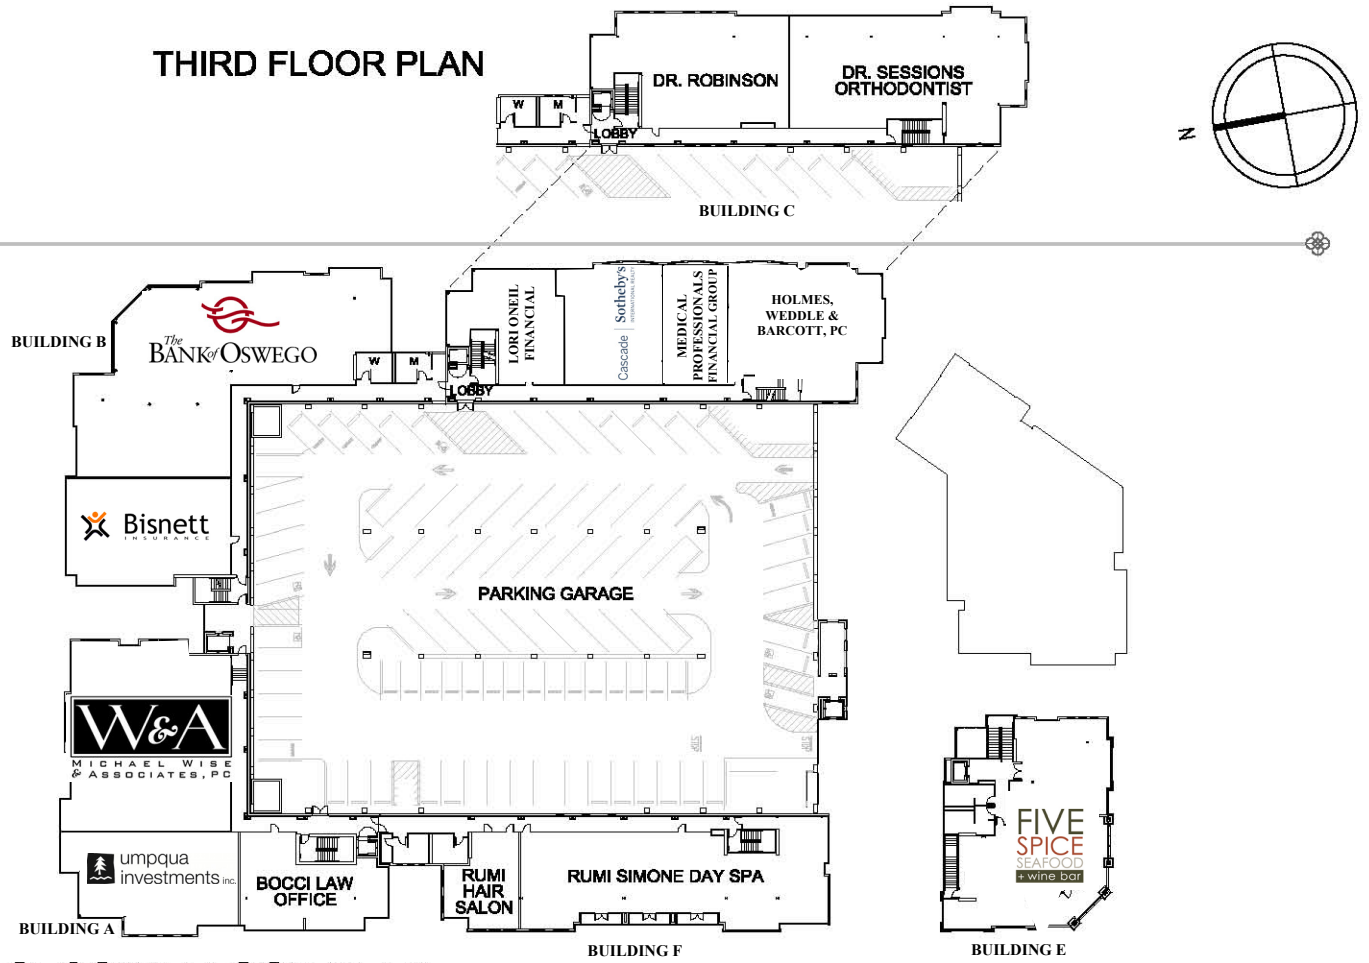 THIRD FLOOR PLAN
DR. ROBINSON
DR. SESSIONS
ORTHODONTIST
W
M
LOBBY
N
BUILDING C
BUILDING B
The
BANK of OSWEGO
W
M
LOBBY
LORI ONEIL
FINANCIAL
Cascade | Sotheby's
INTERNATIONAL REALTY
MEDICAL
PROFESSIONALS
FINANCIAL GROUP
HOLMES,
WEDDLE &
BARCOTT, PC
Bisnett
INSURANCE
PARKING GARAGE
W&A
MICHAEL WISE
& ASSOCIATES, PC
STOP
STOP
umpqua
investments inc.
BOCCI LAW
OFFICE
RUMI
HAIR
SALON
RUMI SIMONE DAY SPA
FIVE
SPICE
SEAFOOD
+ wine bar
BUILDING A
BUILDING F
BUILDING E